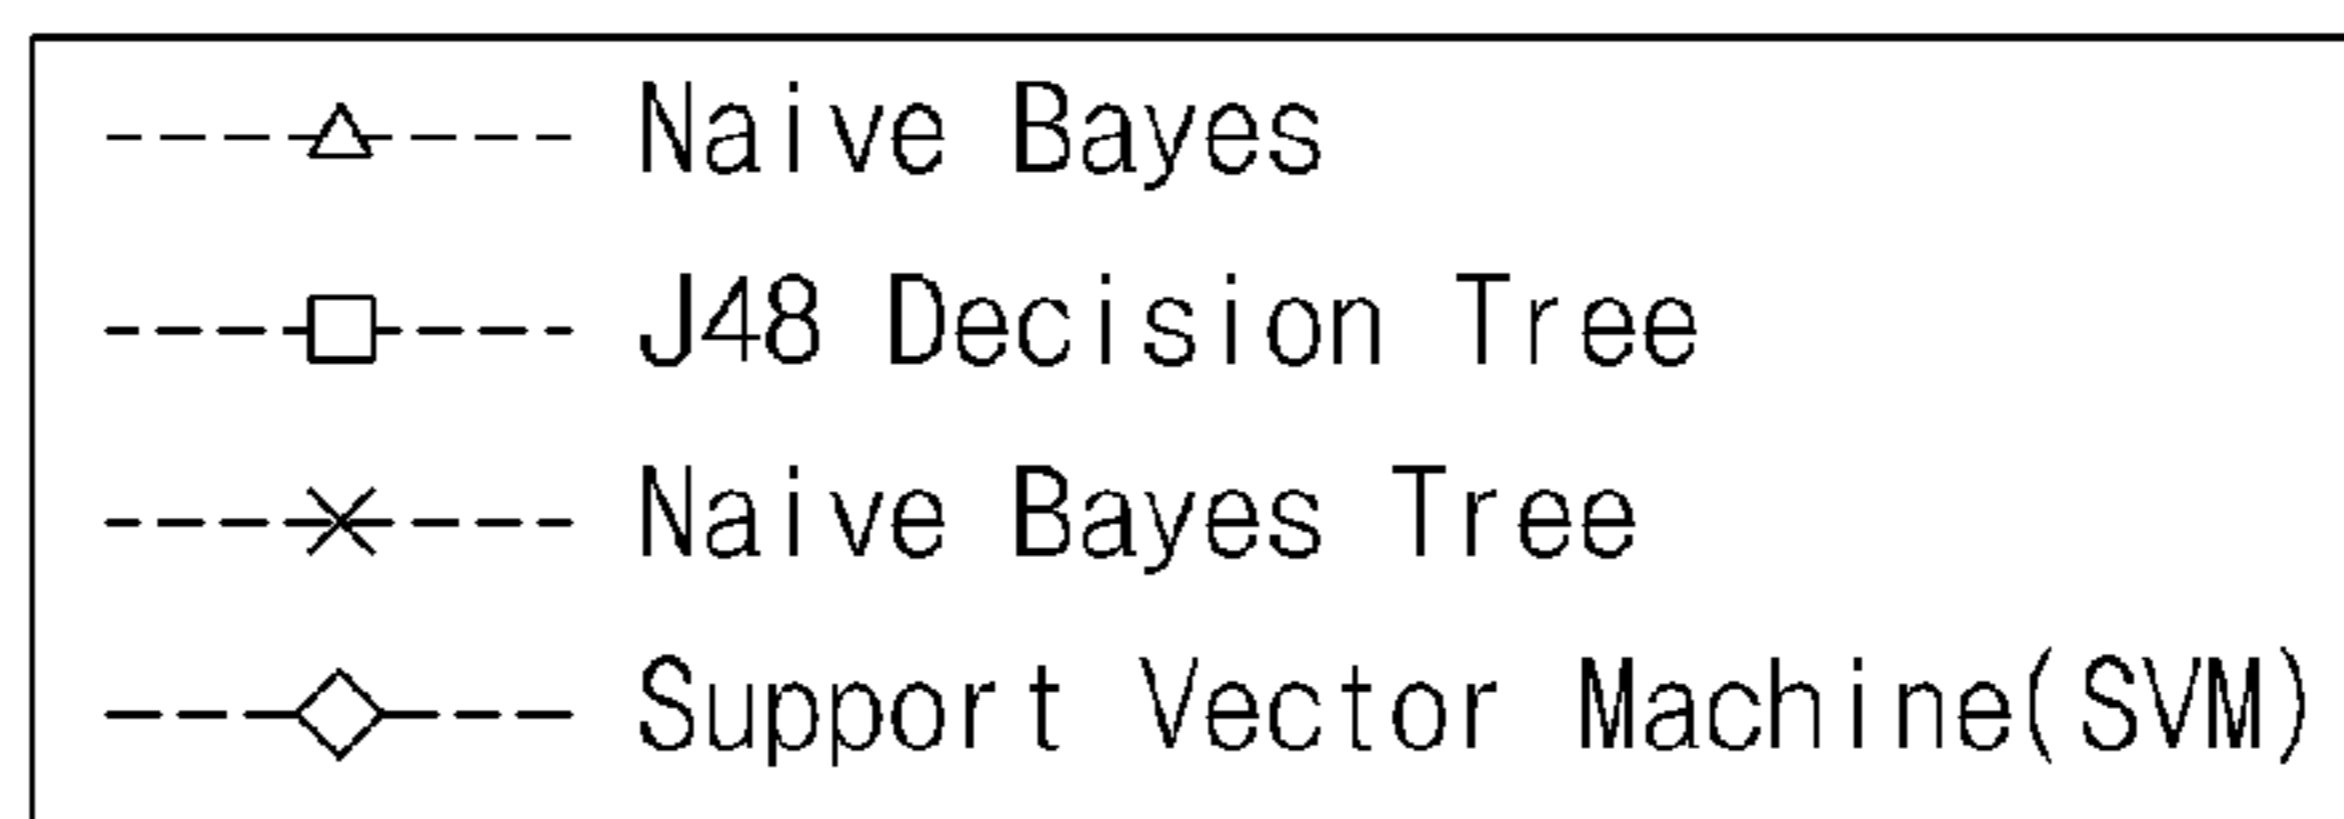 Naive Bayes
J48 Decision Tree
Naive Bayes Tree
Support Vector Machine(SVM)